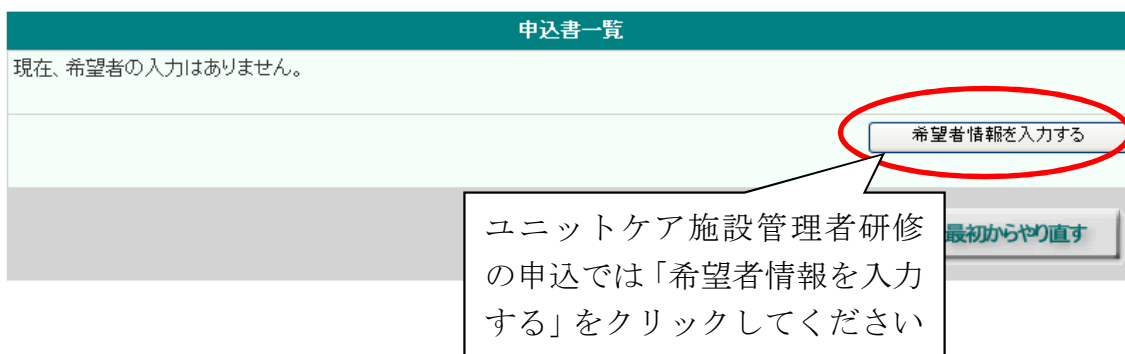 申込書一覧
現在、希望者の入力はありません。
希望者情報を入力する
ユニットケア施設管理者研修
の申込では「希望者情報を入力
する」をクリックしてください
最初からやり直す